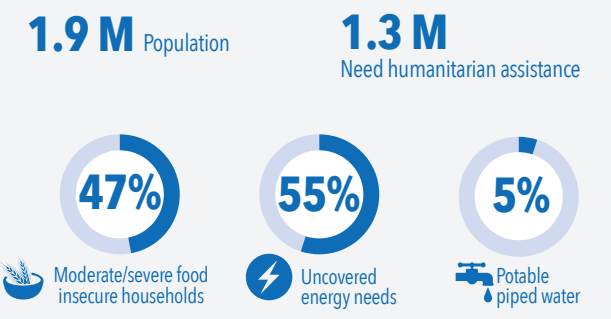 1.9 M Population
1.3 M
Need humanitarian assistance
47%
55%
5%
Moderate/severe food
insecure households
Uncovered
energy needs
Potable
piped water